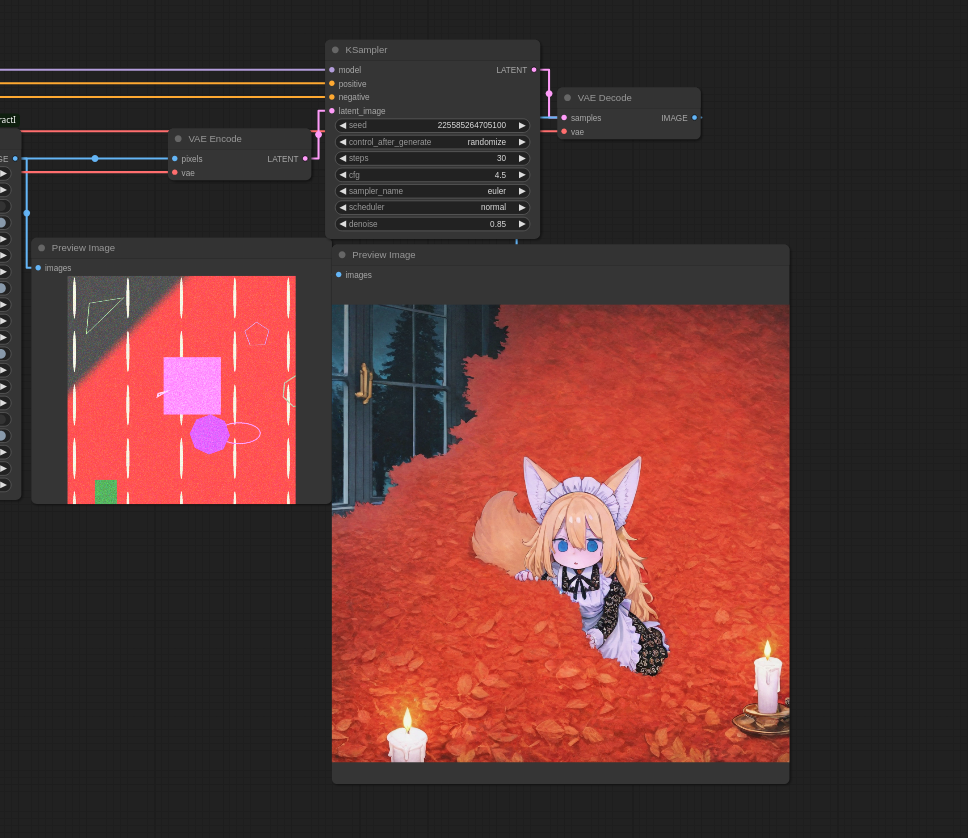 KSampler
model
LATENT
positive
negative
latent_image
seed
225585264705100
control_after_generate
randomize
steps
30
cfg
4.5
sampler_name
euler
scheduler
normal
denoise
0.85
VAE Decode
samples
IMAGE
vae
VAE Encode
pixels
LATENT
vae
Preview Image
images
Preview Image
images